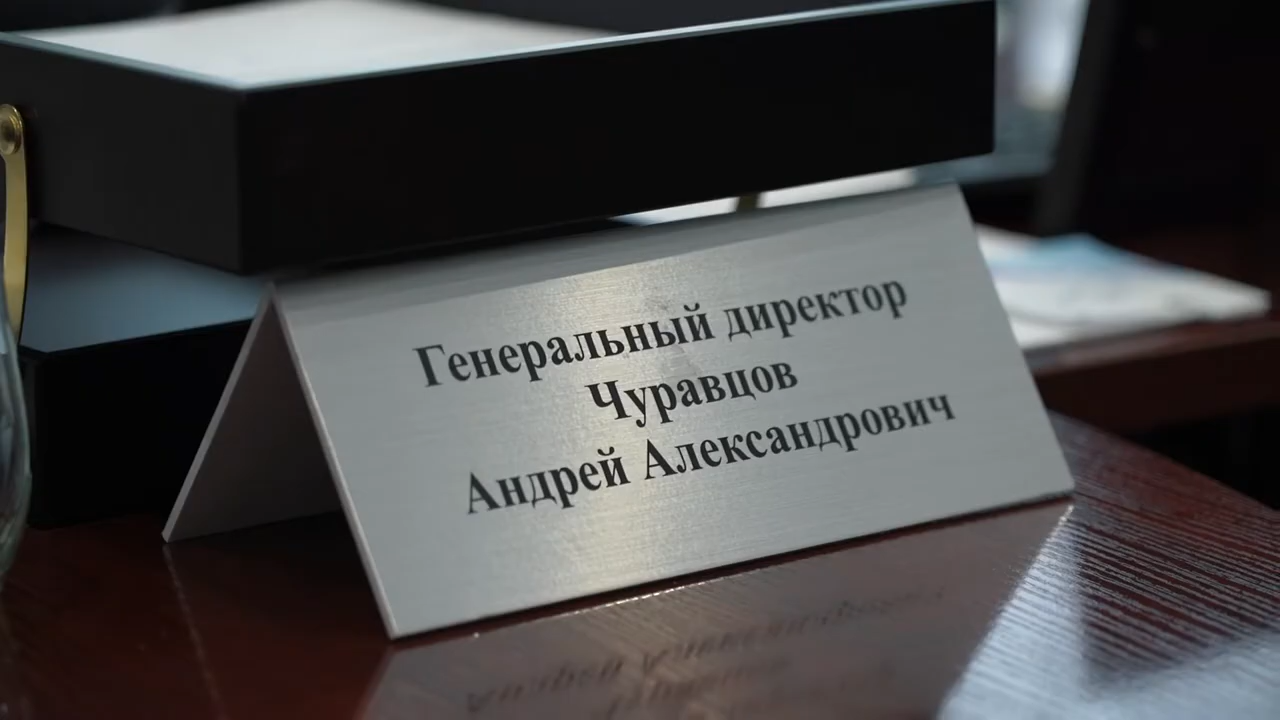 Генеральный директор
Чуравцов
Андрей Александрович